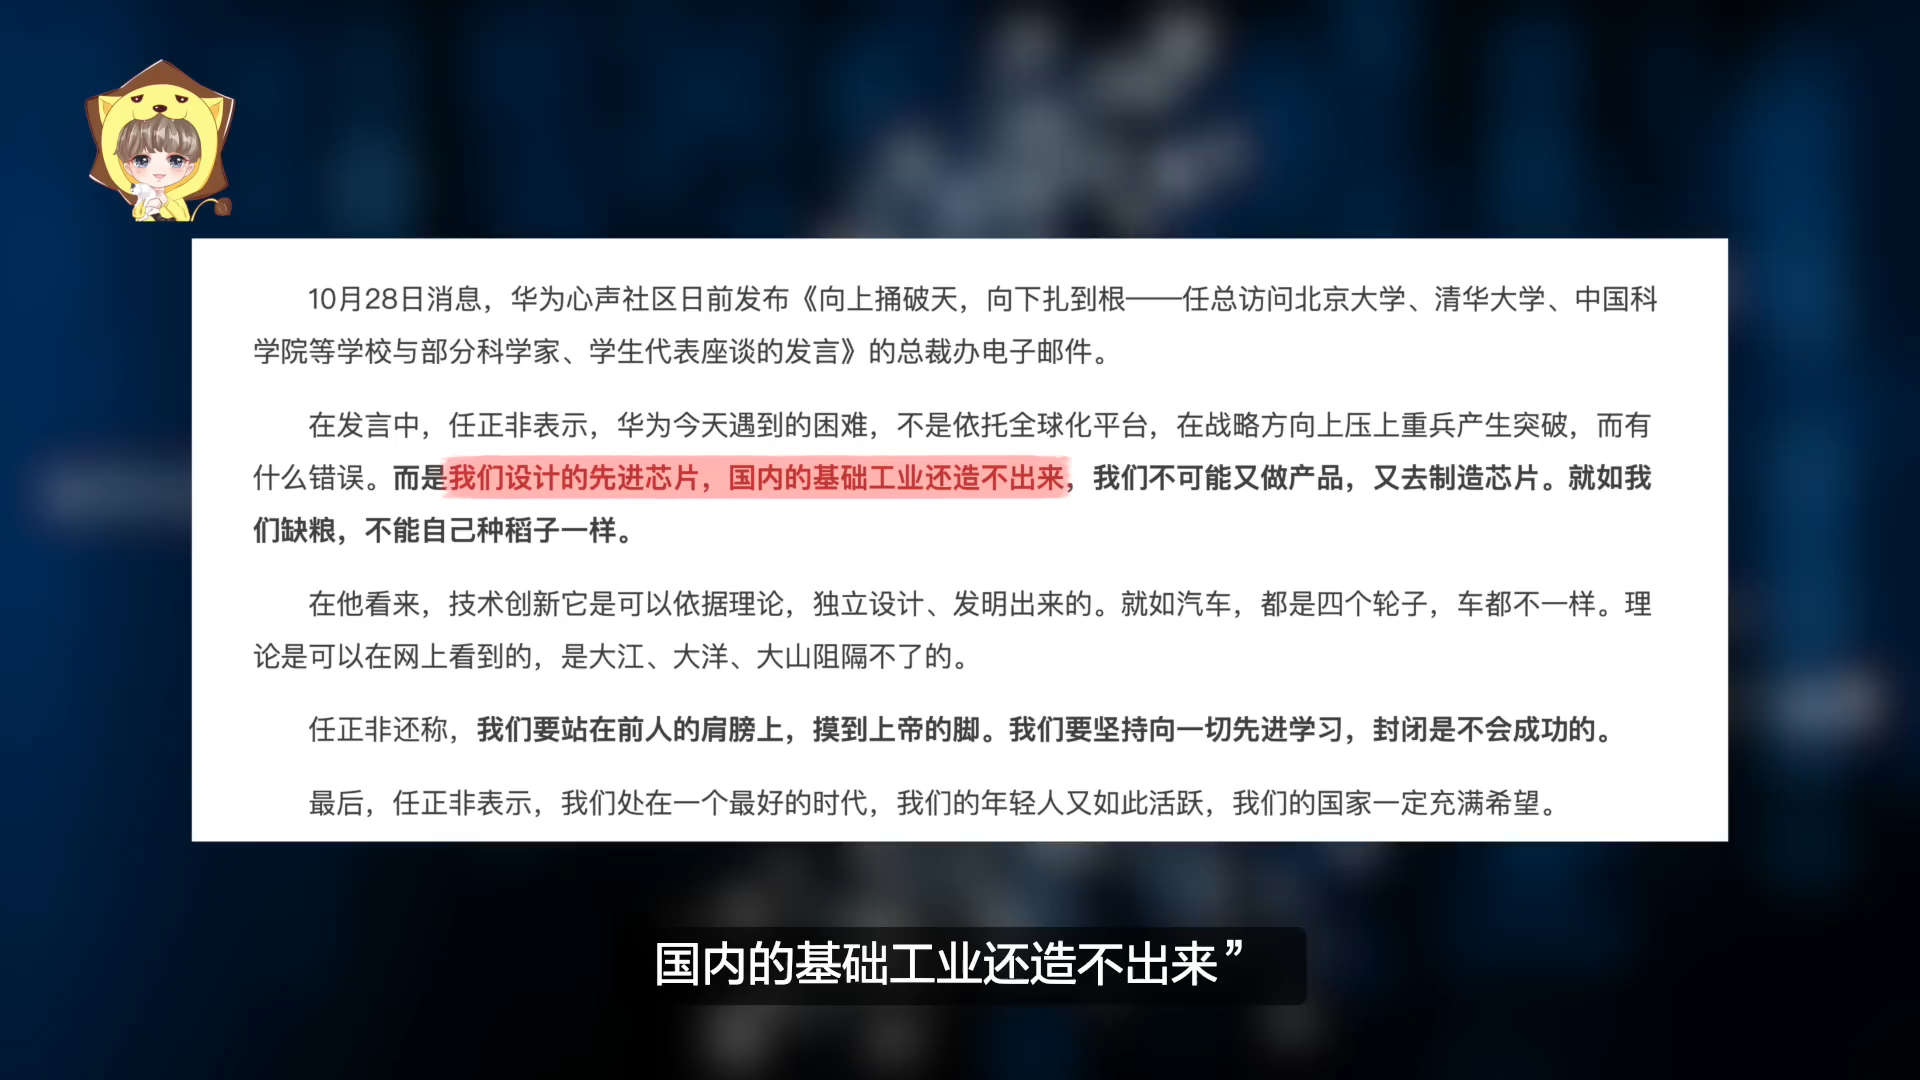 10月28日消息，华为心声社区日前发布《向上捅破天，向下扎到根——任总访问北京大学、清华大学、中国科
学院等学校与部分科学家、学生代表座谈的发言》的总裁办电子邮件。
在发言中，任正非表示，华为今天遇到的困难，不是依托全球化平台，在战略方向上压上重兵产生突破，而有
什么错误。而是我们设计的先进芯片，国内的基础工业还造不出来，我们不可能又做产品，又去制造芯片。就如我
们缺粮，不能自己种稻子一样。
在他看来，技术创新它是可以依据理论，独立设计、发明出来的。就如汽车，都是四个轮子，车都不一样。理
论是可以在网上看到的，是大江、大洋、大山阻隔不了的。
任正非还称，我们要站在前人的肩膀上，摸到上帝的脚。我们要坚持向一切先进学习，封闭是不会成功的。
最后，任正非表示，我们处在一个最好的时代，我们的年轻人又如此活跃，我们的国家一定充满希望。
国内的基础工业还造不出来”